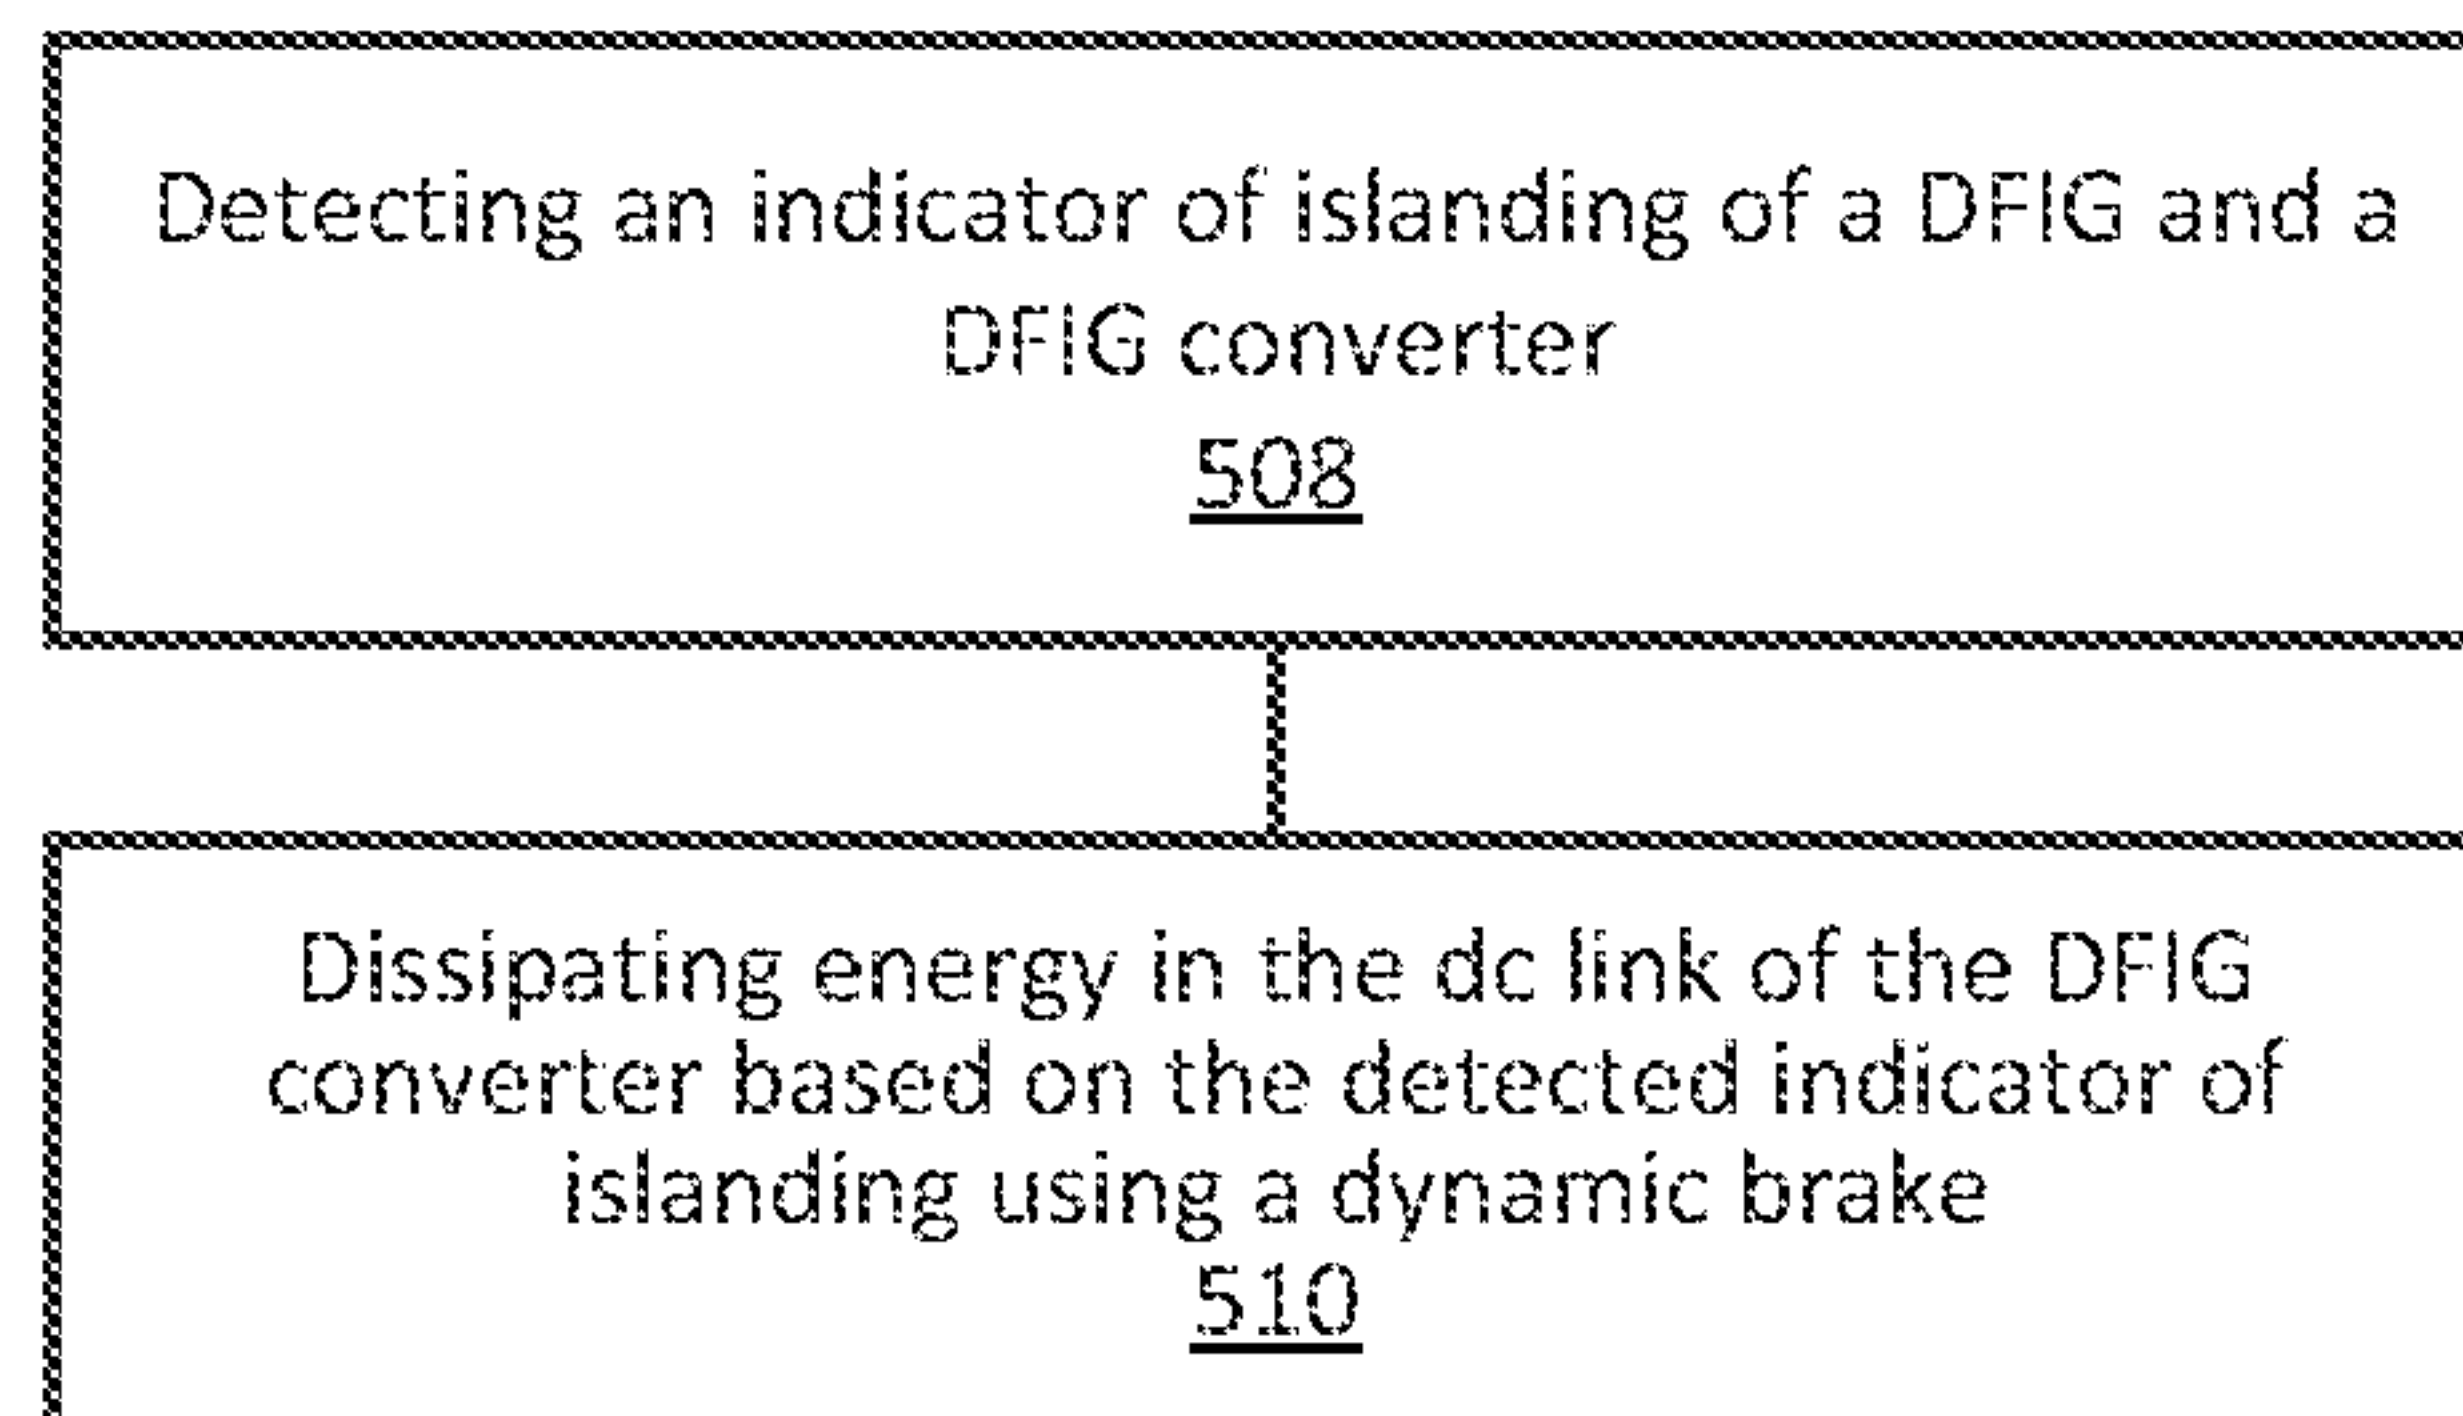 Detecting an indicator of islanding of a DFIG and a
DFIG converter
508
Dissipating energy in the dc link of the DFIG
converter based on the detected indicator of
islanding using a dynamic brake
510